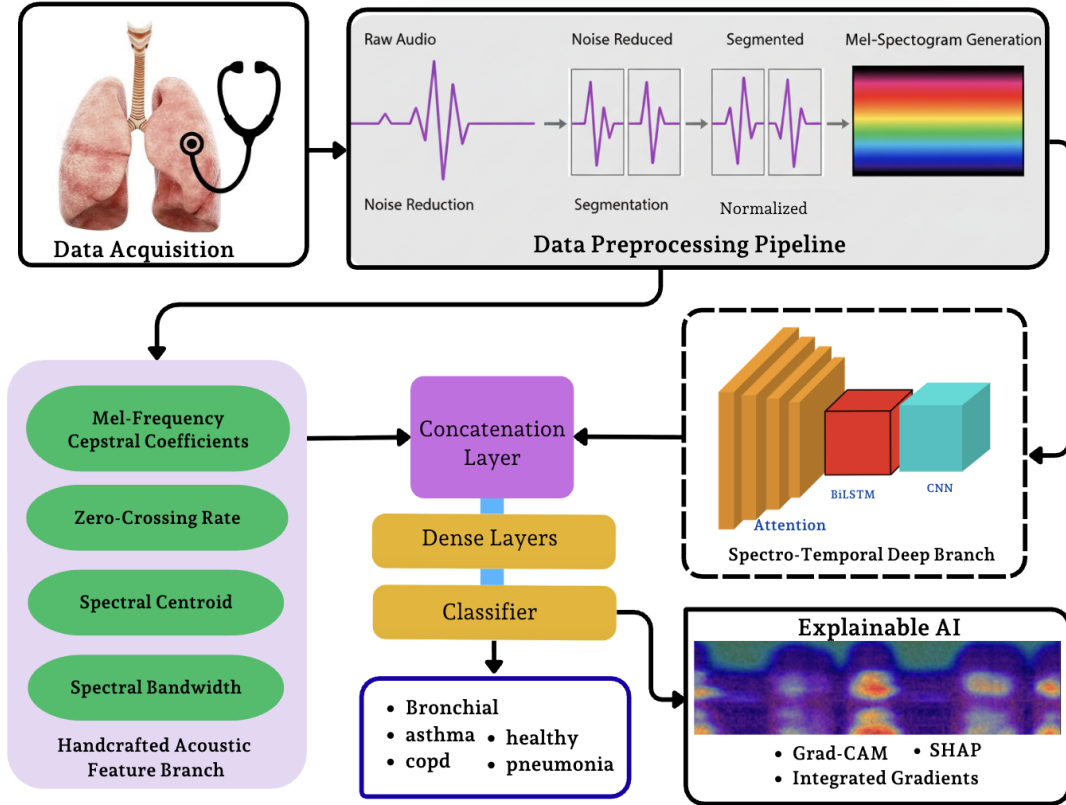 Data Acquisition
Raw Audio
Noise Reduced
Segmented
Mel-Spectogram Generation
Noise Reduction
Segmentation
Normalized
Data Preprocessing Pipeline
Mel-Frequency
Cepstral Coefficients
Zero-Crossing Rate
Spectral Centroid
Spectral Bandwidth
Handcrafted Acoustic
Feature Branch
Concatenation
Layer
Dense Layers
Classifier
• Bronchial
• asthma
• copd
• healthy
• pneumonia
Attention
BiLSTM
CNN
Spectro-Temporal Deep Branch
Explainable AI
• Grad-CAM
• SHAP
• Integrated Gradients